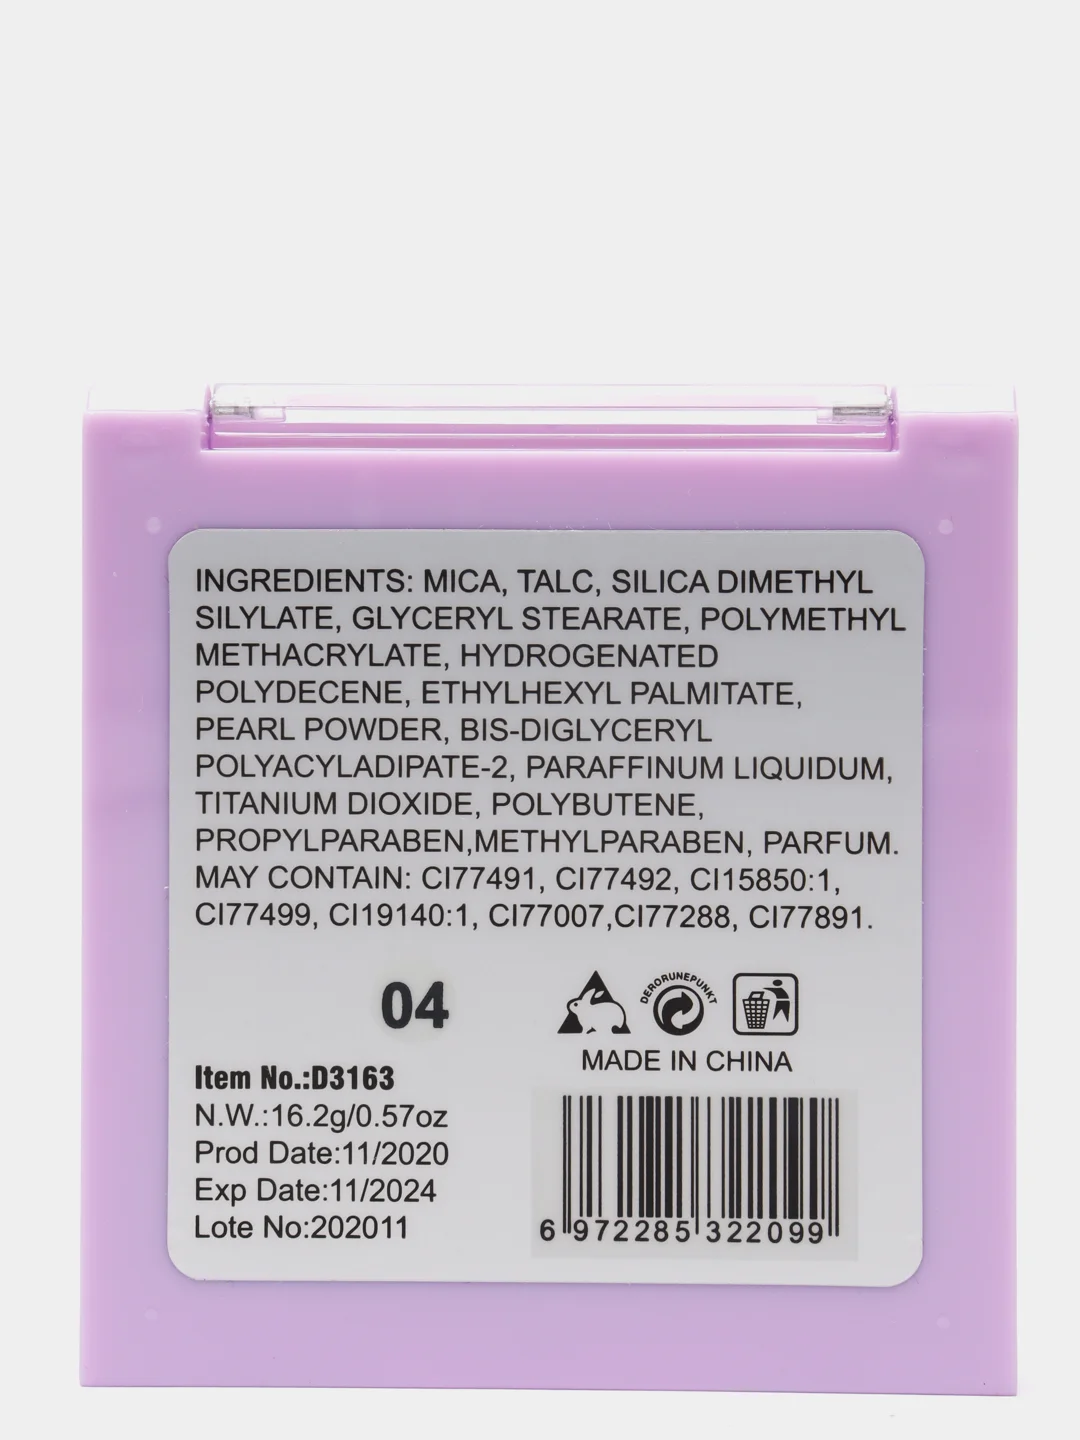 INGREDIENTS: MICA, TALC, SILICA DIMETHYL
SILYLATE, GLYCERYL STEARATE, POLYMETHYL
METHACRYLATE, HYDROGENATED
POLYDECENE, ETHYLHEXYL PALMITATE,
PEARL POWDER, BIS-DIGLYCERYL
POLYACYLADIPATE-2, PARAFFINUM LIQUIDUM,
TITANIUM DIOXIDE, POLYBUTENE,
PROPYLPARABEN,METHYLPARABEN, PARFUM.
MAY CONTAIN: CI77491, CI77492, CI15850:1,
CI77499, CI19140:1, CI77007,CI77288, CI77891.
04
DERORUNEPUNKT
MADE IN CHINA
Item No.:D3163
N.W.:16.2g/0.57oz
Prod Date:11/2020
Exp Date:11/2024
Lote No:202011
6 972285 322099